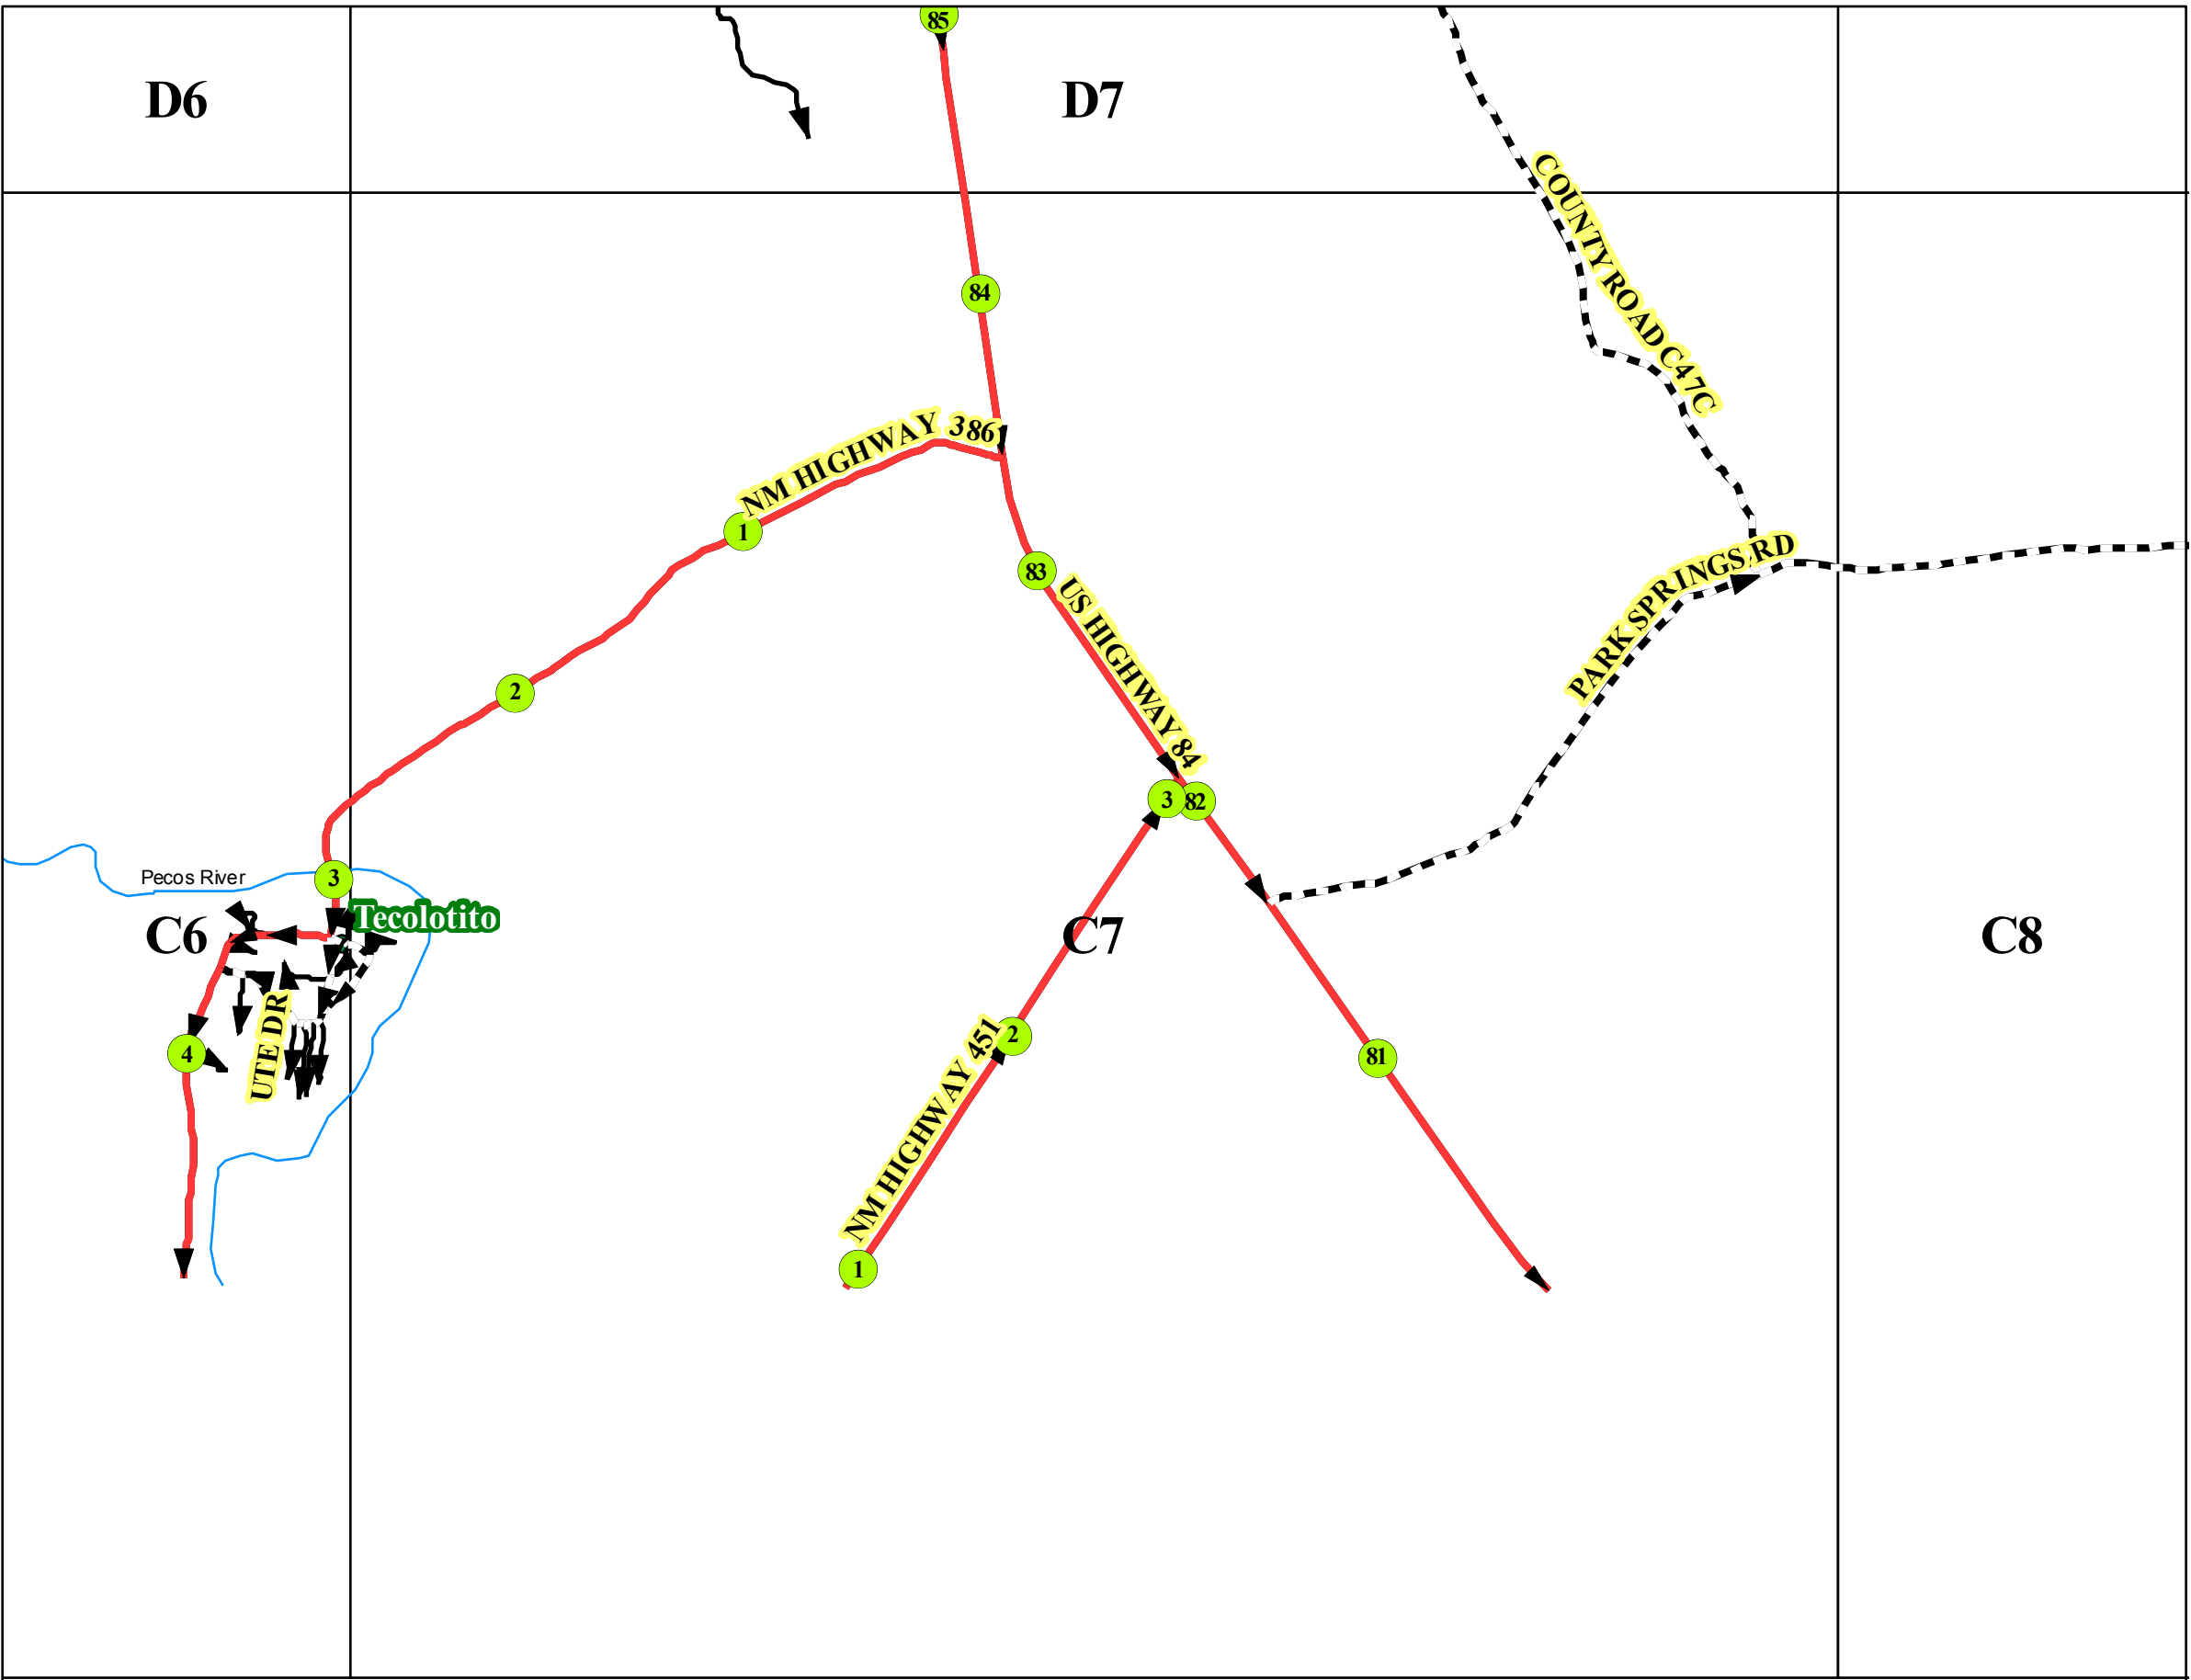 85
D6
D7
COUNTY ROAD C47C
84
NM HIGHWAY 386
1
83
PARK SPRINGS RD
US HIGHWAY 84
2
3
82
Pecos River
3
Tecolotito
C6
C7
C8
UTE DR
4
NM HIGHWAY 451
2
81
1